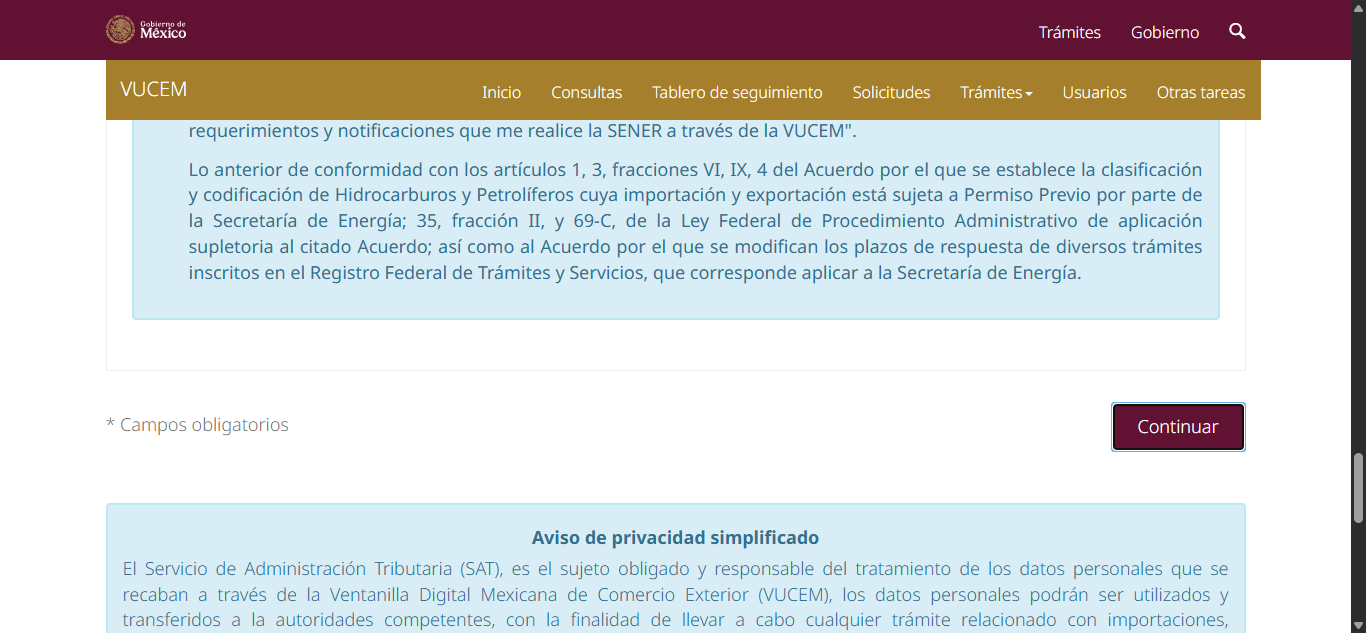 Gobierno de
México
Trámites Gobierno
VUCEM
Inicio Consultas Tablero de seguimiento Solicitudes Trámites Usuarios Otras tareas
requerimientos y notificaciones que me realice la SENER a través de la VUCEM".
Lo anterior de conformidad con los artículos 1, 3, fracciones VI, IX, 4 del Acuerdo por el que se establece la clasificación
y codificación de Hidrocarburos y Petrolíferos cuya importación y exportación está sujeta a Permiso Previo por parte de
la Secretaría de Energía; 35, fracción II, y 69-C, de la Ley Federal de Procedimiento Administrativo de aplicación
supletoria al citado Acuerdo; así como al Acuerdo por el que se modifican los plazos de respuesta de diversos trámites
inscritos en el Registro Federal de Trámites y Servicios, que corresponde aplicar a la Secretaría de Energía.
* Campos obligatorios
Continuar
Aviso de privacidad simplificado
El Servicio de Administración Tributaria (SAT), es el sujeto obligado y responsable del tratamiento de los datos personales que se
recaban a través de la Ventanilla Digital Mexicana de Comercio Exterior (VUCEM), los datos personales podrán ser utilizados y
transferidos a la autoridades competentes, con la finalidad de llevar a cabo cualquier trámite relacionado con importaciones,